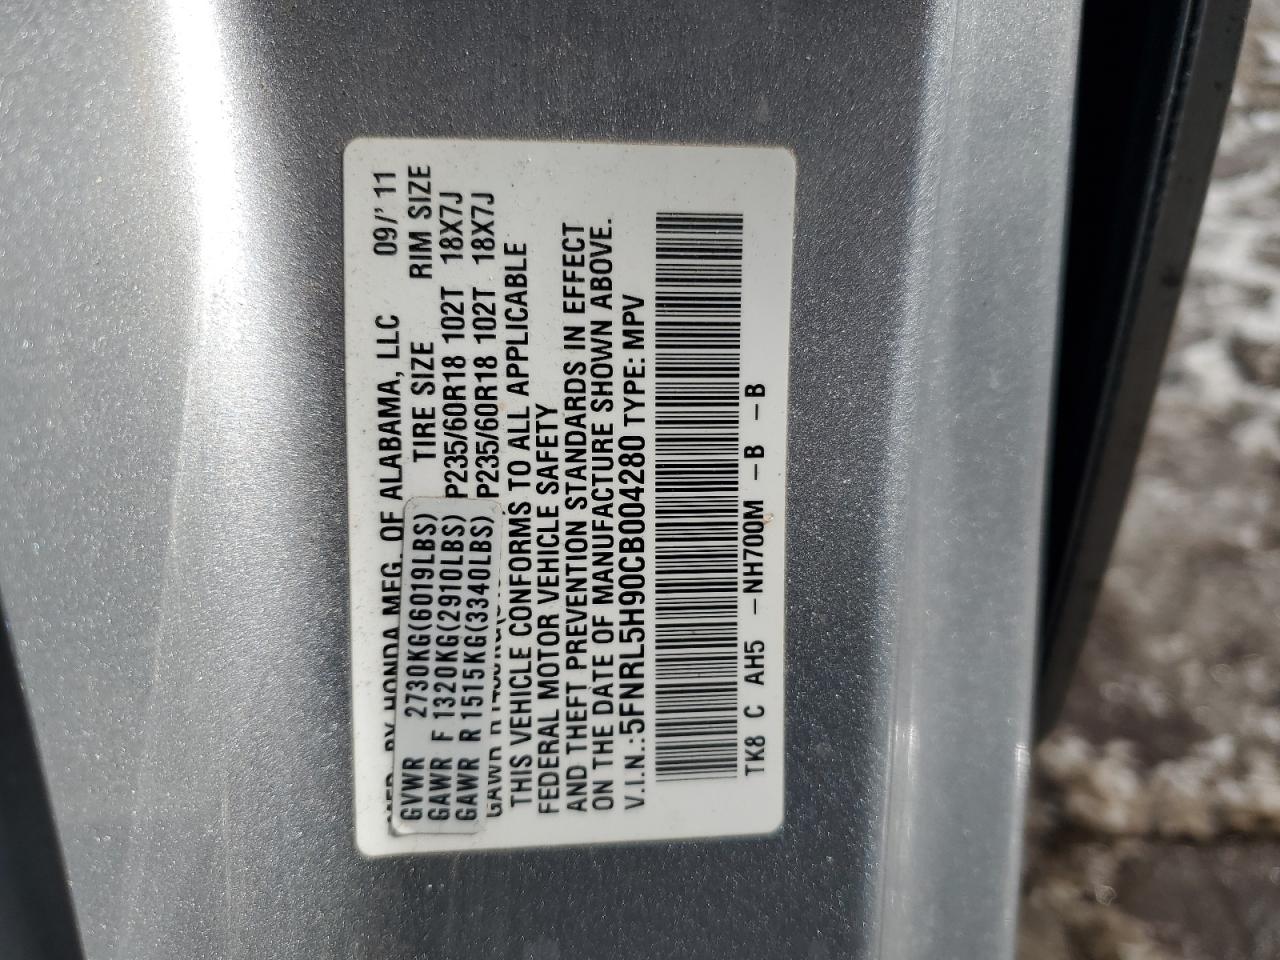 MFD. BY HONDA MFG. OF ALABAMA, LLC 09/'11
TIRE SIZE RIM SIZE
GVWR 2730KG(6019LBS)
GAWR F 1320KG(2910LBS) P235/60R18 102T 18X7J
GAWR R 1515KG(3340LBS) P235/60R18 102T 18X7J
GAWR R
THIS VEHICLE CONFORMS TO ALL APPLICABLE
FEDERAL MOTOR VEHICLE SAFETY
AND THEFT PREVENTION STANDARDS IN EFFECT
ON THE DATE OF MANUFACTURE SHOWN ABOVE.
V.I.N.:5FNRL5H90CB004280 TYPE: MPV
TK8 C AH5 -NH700M -B -B